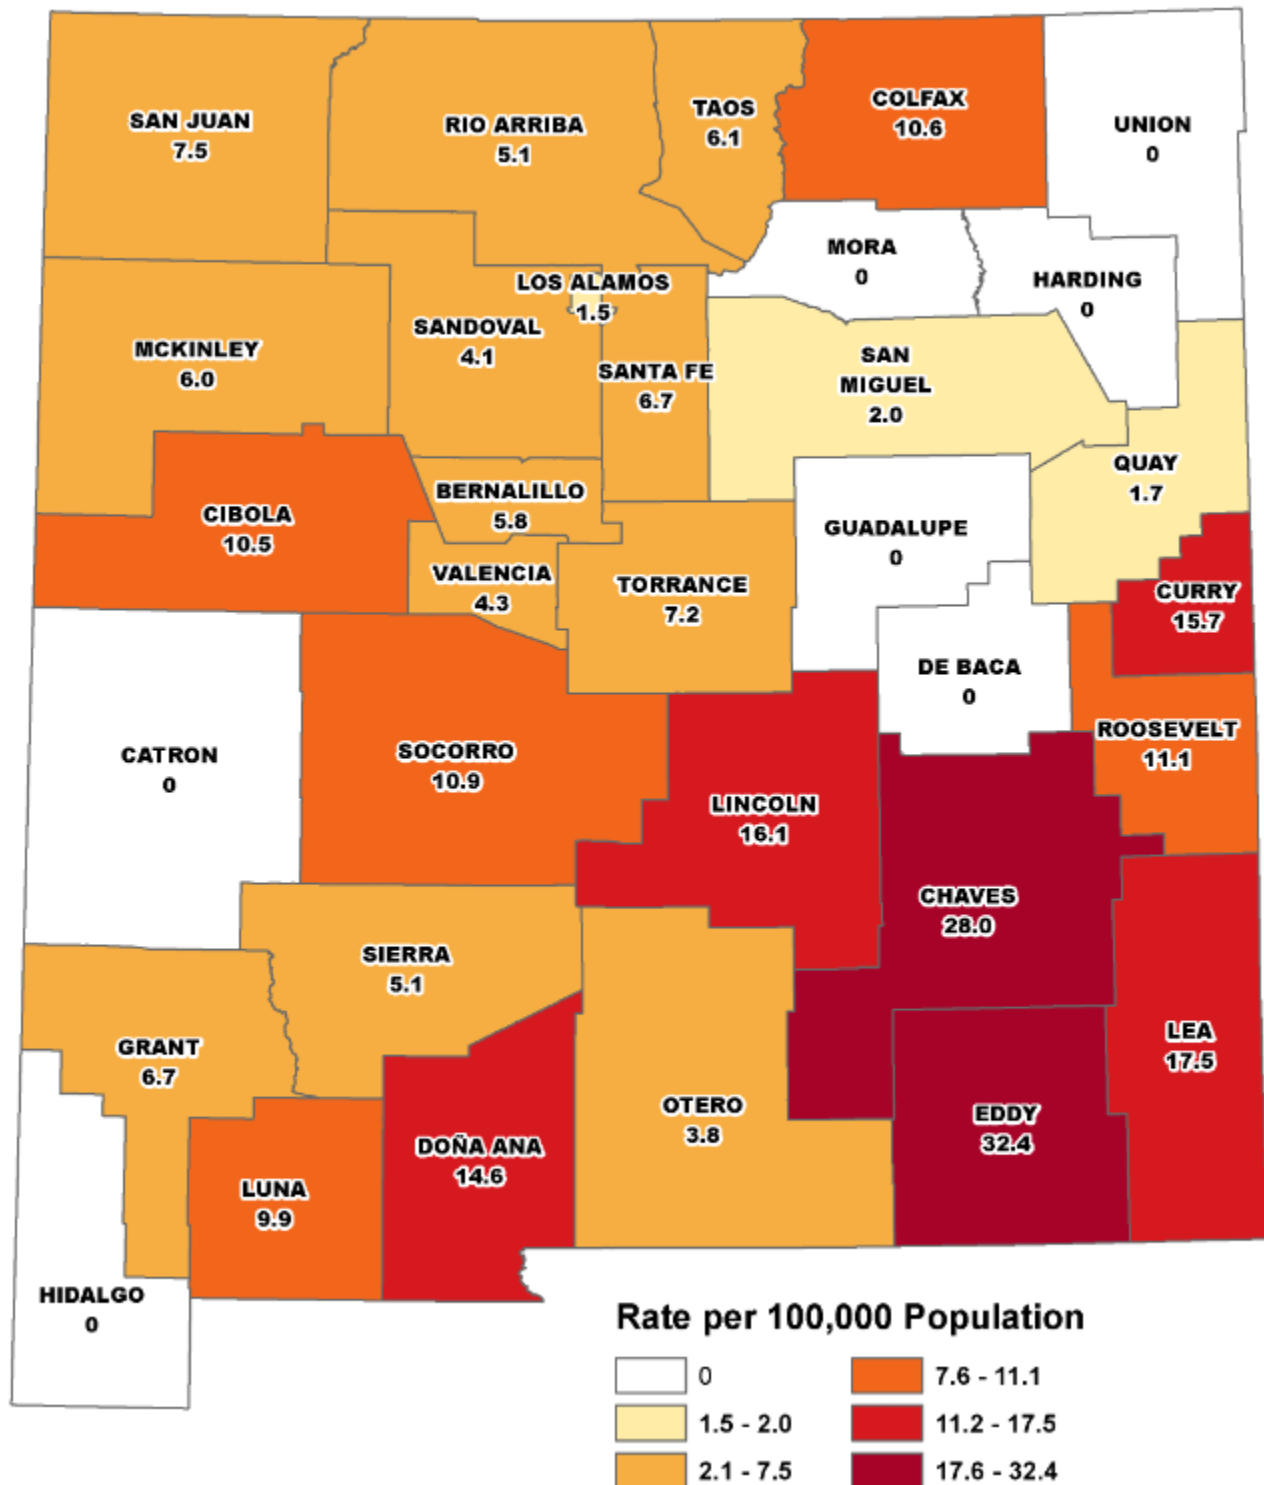 SAN JUAN
7.5
RIO ARRIBA
5.1
TAOS
6.1
COLFAX
10.6
UNION
0
MORA
0
HARDING
0
LOS ALAMOS
1.5
SANDOVAL
4.1
MCKINLEY
6.0
SANTA FE
6.7
SAN
MIGUEL
2.0
QUAY
1.7
BERNALILLO
5.8
CIBOLA
10.5
GUADALUPE
0
VALENCIA
4.3
TORRANCE
7.2
CURRY
15.7
DE BACA
0
ROOSEVELT
11.1
CATRON
0
SOCORRO
10.9
LINCOLN
16.1
CHAVES
28.0
SIERRA
5.1
LEA
17.5
GRANT
6.7
OTERO
3.8
EDDY
32.4
DOÑA ANA
14.6
LUNA
9.9
HIDALGO
0
Rate per 100,000 Population
0
7.6 - 11.1
1.5 - 2.0
11.2 - 17.5
2.1 - 7.5
17.6 - 32.4